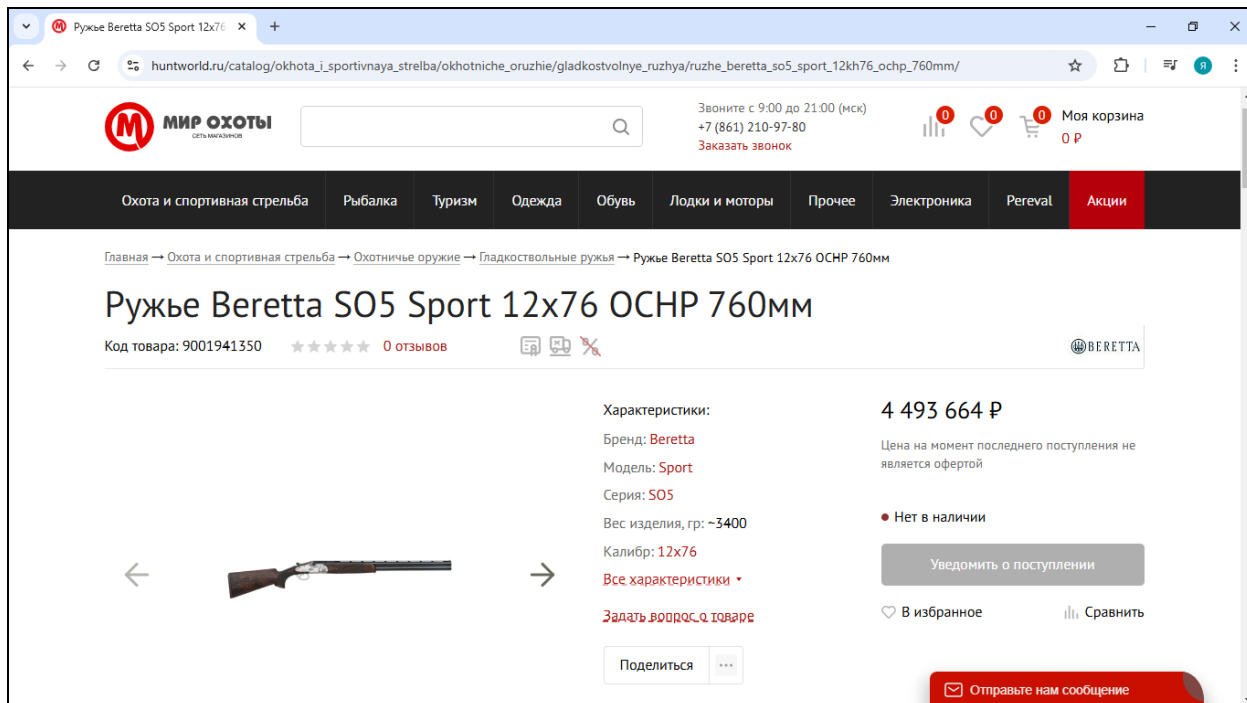 Ружье Beretta SO5 Sport 12x76
huntworld.ru/catalog/okhota_i_sportivnaya_strelba/okhotniche_oruzhie/gladkostvolnye_ruzhya/ruzhe_beretta_so5_sport_12kh76_ochp_760mm/
Я
МИР ОХОТЫ
СЕТЬ МАГАЗИНОВ
Звоните с 9:00 до 21:00 (мск)
+7 (861) 210-97-80
Заказать звонок
0
0
0
Моя корзина
0 ₽
Охота и спортивная стрельба Рыбалка Туризм Одежда Обувь Лодки и моторы Прочее Электроника Pereval Акции
Главная → Охота и спортивная стрельба → Охотничье оружие → Гладкоствольные ружья → Ружье Beretta SO5 Sport 12x76 OCHP 760мм
Ружье Beretta SO5 Sport 12x76 OCHP 760мм
Код товара: 9001941350 0 отзывов
BERETTA
Характеристики:
Бренд: Beretta
Модель: Sport
Серия: SO5
Вес изделия, гр: ~3400
Калибр: 12x76
Все характеристики
Задать вопрос о товаре
Поделиться
4 493 664 ₽
Цена на момент последнего поступления не
является офертой
Нет в наличии
Уведомить о поступлении
В избранное Сравнить
Отправьте нам сообщение